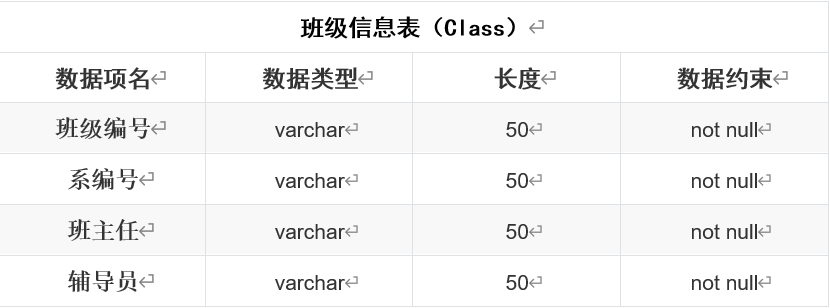 班级信息表（Class）
数据项名 数据类型 长度 数据约束
班级编号 varchar 50 not null
系编号 varchar 50 not null
班主任 varchar 50 not null
辅导员 varchar 50 not null